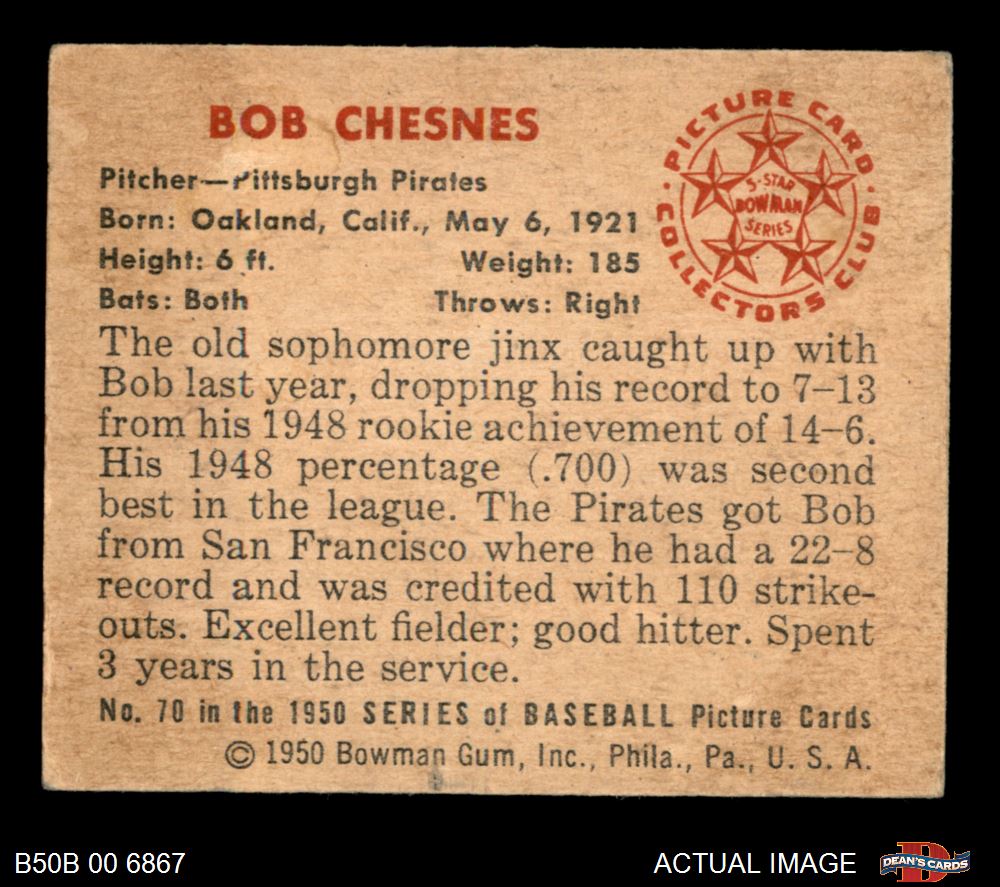 BOB CHESNES
Pitcher—Pittsburgh Pirates
Born: Oakland, Calif., May 6, 1921
Height: 6 ft. Weight: 185
Bats: Both Throws: Right
PICTURE CARD
COLLECTORS CLUB
5-STAR
BOWMAN
SERIES
The old sophomore jinx caught up with
Bob last year, dropping his record to 7–13
from his 1948 rookie achievement of 14–6.
His 1948 percentage (.700) was second
best in the league. The Pirates got Bob
from San Francisco where he had a 22–8
record and was credited with 110 strike-
outs. Excellent fielder; good hitter. Spent
3 years in the service.
No. 70 in the 1950 SERIES of BASEBALL Picture Cards
© 1950 Bowman Gum, Inc., Phila., Pa., U. S. A.
B50B 00 6867
ACTUAL IMAGE
DEAN'S CARDS